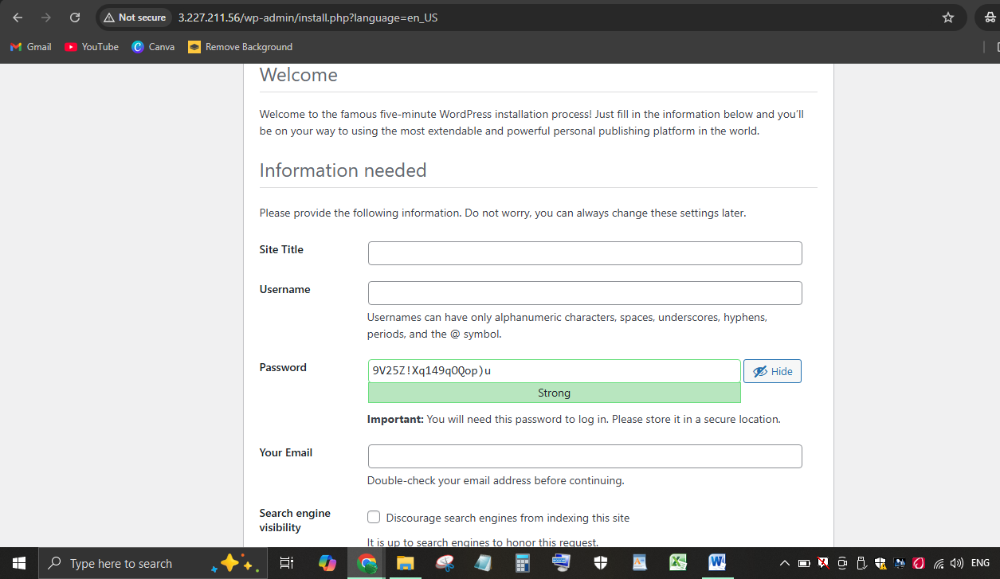 Not secure
3.227.211.56/wp-admin/install.php?language=en_US
Gmail
YouTube
Canva
Remove Background
Welcome
Welcome to the famous five-minute WordPress installation process! Just fill in the information below and you’ll
be on your way to using the most extendable and powerful personal publishing platform in the world.
Information needed
Please provide the following information. Do not worry, you can always change these settings later.
Site Title
Username
Usernames can have only alphanumeric characters, spaces, underscores, hyphens,
periods, and the @ symbol.
Password
9V25Z!Xq149q0Qop)u
Hide
Strong
Important: You will need this password to log in. Please store it in a secure location.
Your Email
Double-check your email address before continuing.
Search engine
visibility
Discourage search engines from indexing this site
It is up to search engines to honor this request.
Type here to search
ENG